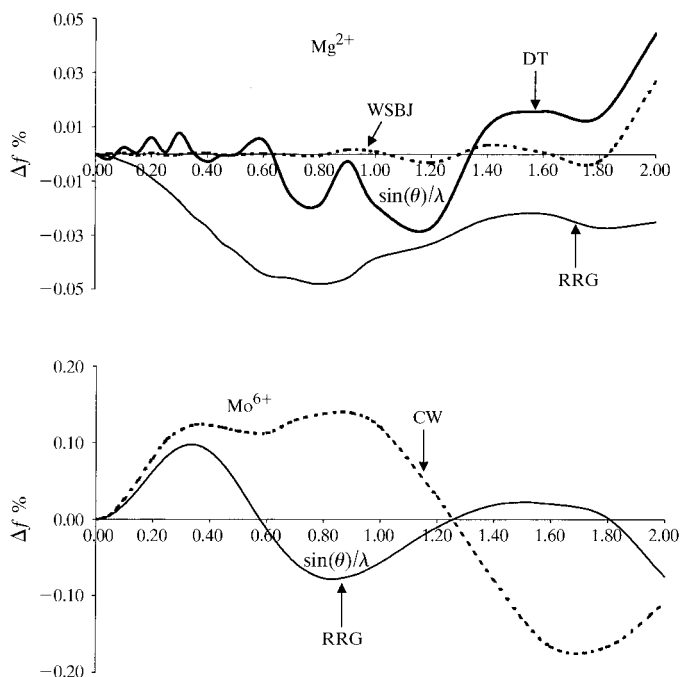 0.05
Mg2+
DT
0.03
WSBJ
0.01
Δf %
0.00 0.20 0.40 0.60 0.80 1.00 1.20 1.40 1.60 1.80 2.00
−0.01
sin(θ)/λ
−0.03
RRG
−0.05
0.20
Mo6+
CW
0.10
Δf %
0.00
0.00 0.20 0.40 0.60 0.80 1.00 1.20 1.40 1.60 1.80 2.00
sin(θ)/λ
−0.10
RRG
−0.20